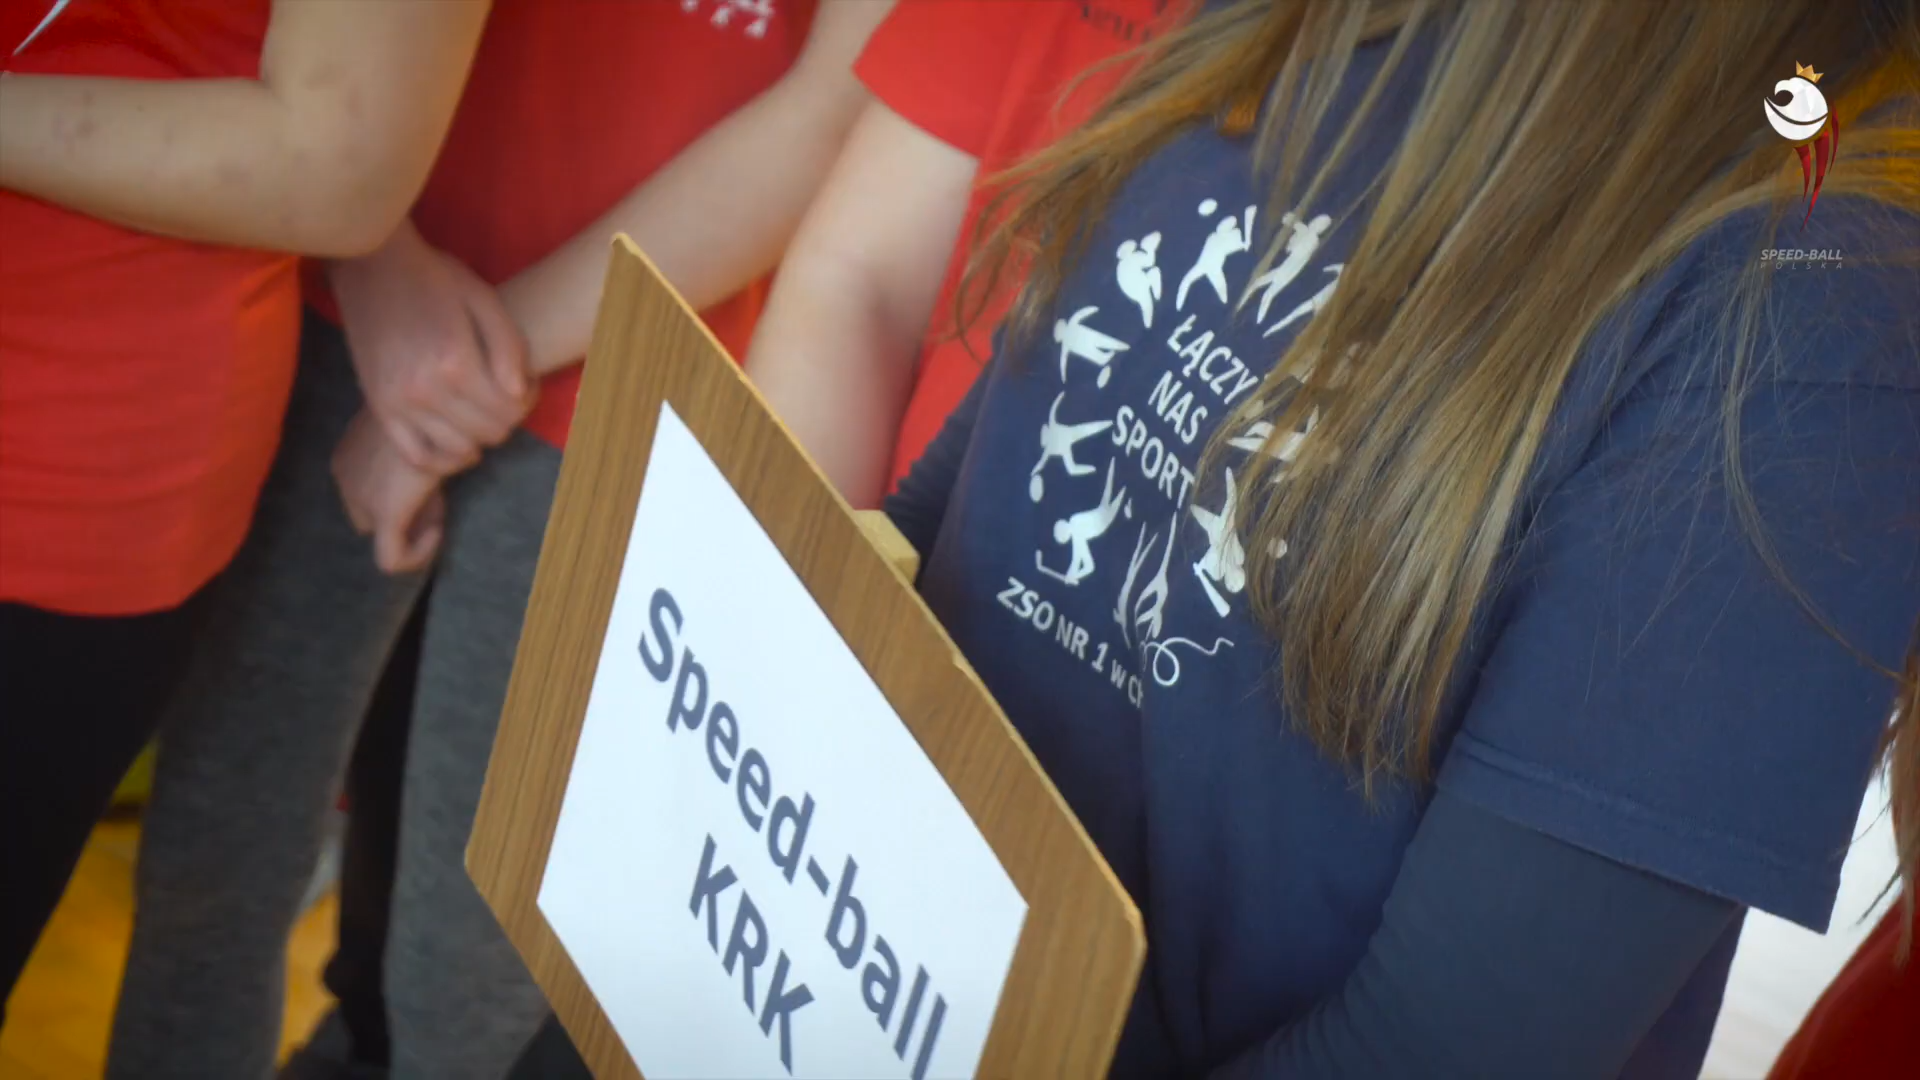 SPEED-BALL
POLSKA
ŁĄCZY
NAS
SPORT
ZSO NR 1 w
Speed-ball
KRK